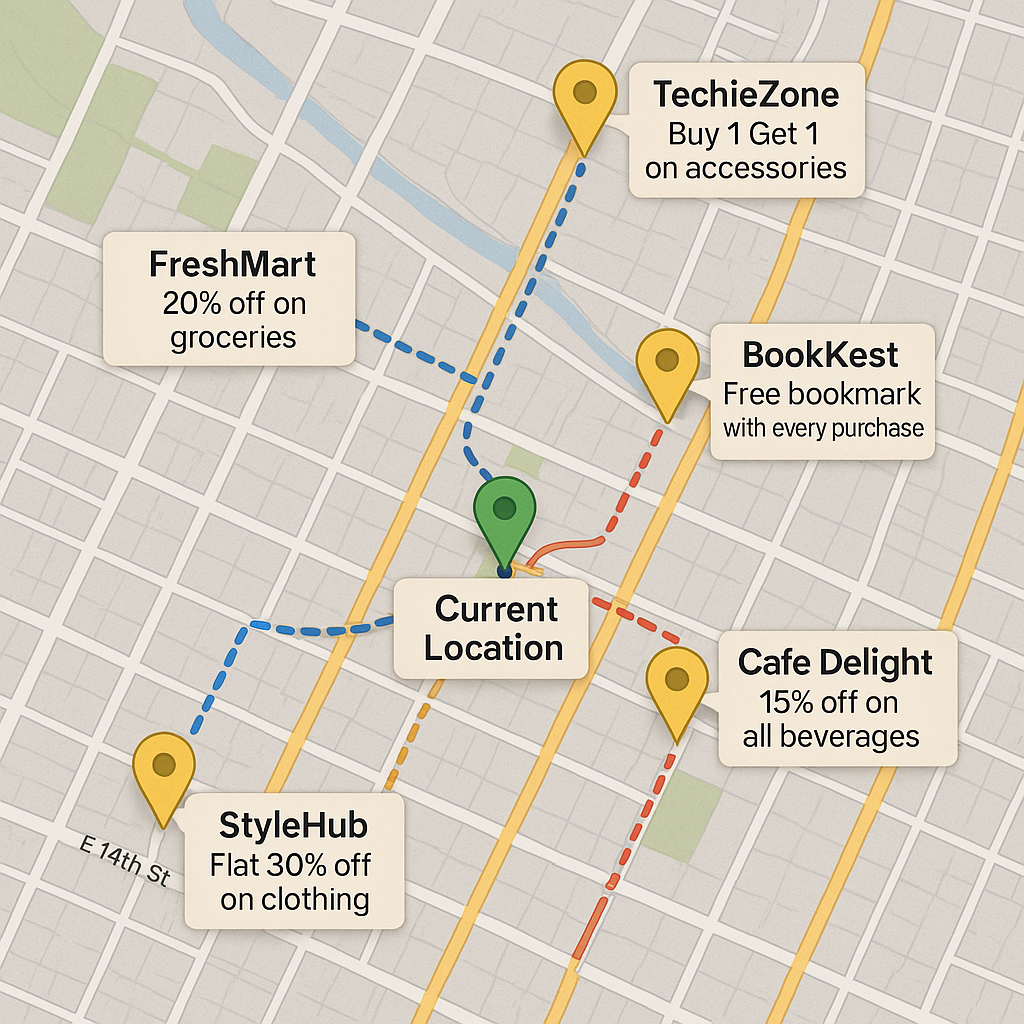 TechieZone
Buy 1 Get 1
on accessories
FreshMart
20% off on
groceries
BookKest
Free bookmark
with every purchase
Current
Location
Cafe Delight
15% off on
all beverages
StyleHub
Flat 30% off
on clothing
E 14th St